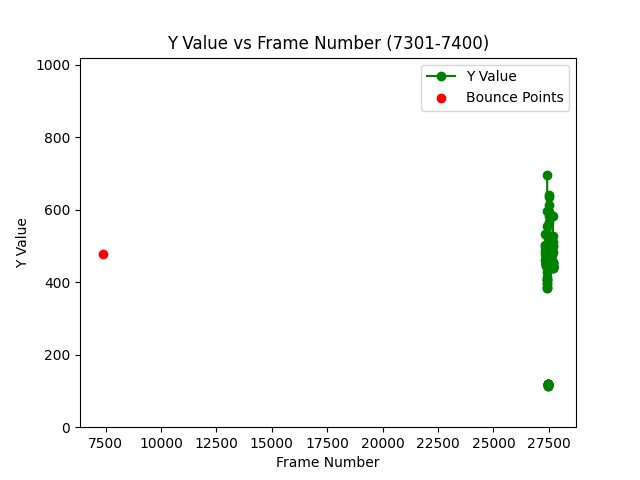 Y Value vs Frame Number (7301-7400)
Y Value
Bounce Points
1000
800
600
400
200
0
Y Value
7500 10000 12500 15000 17500 20000 22500 25000 27500
Frame Number